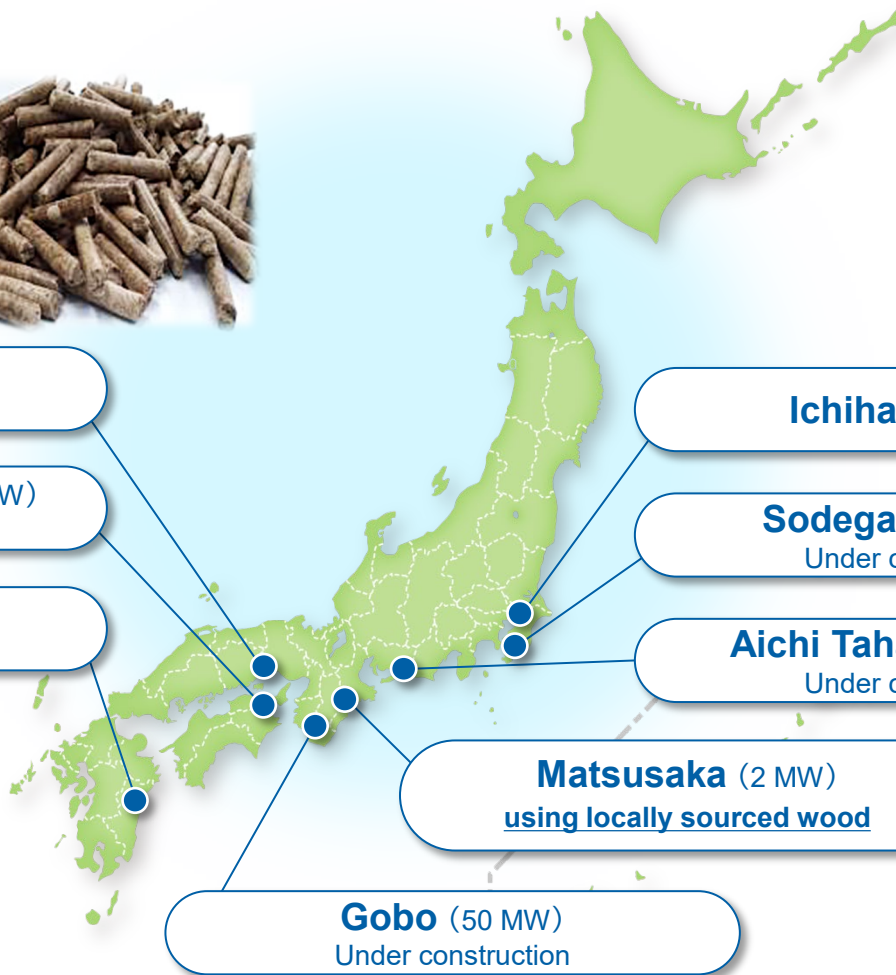 W）
Ichiha
Sodega
Under c
Aichi Tah
Under c
Matsusaka（2 MW）
using locally sourced wood
Gobo（50 MW）
Under construction